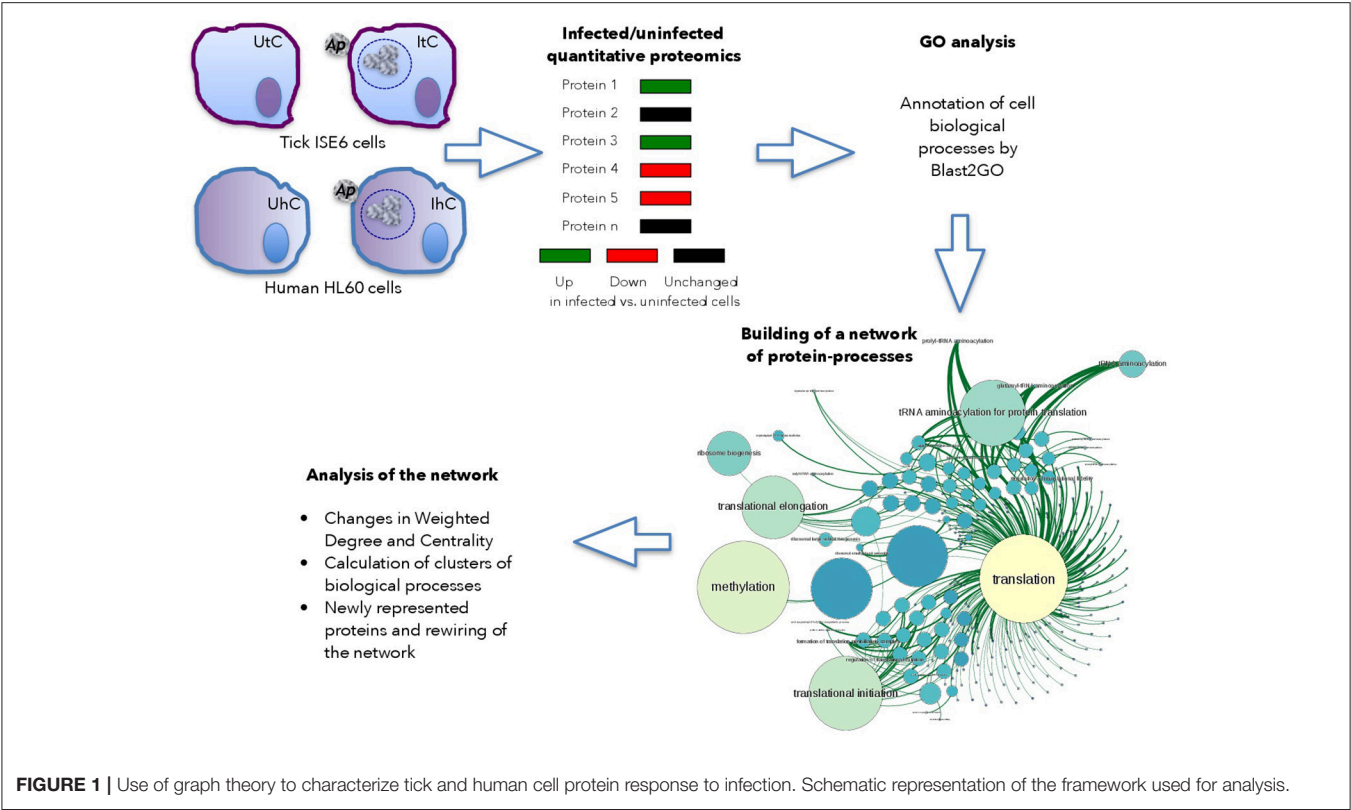 UtC
Ap
ItC
Tick ISE6 cells
UhC
Ap
IhC
Human HL60 cells
Infected/uninfected
quantitative proteomics
Protein 1
Protein 2
Protein 3
Protein 4
Protein 5
Protein n
Up Down Unchanged
in infected vs. uninfected cells
GO analysis
Annotation of cell
biological
processes by
Blast2GO
Building of a network
of protein-processes
prolyl-tRNA aminoacylation
tRNA aminoacylation
glutamyl-tRNA aminoacylation
tRNA aminoacylation for protein translation
ribosome biogenesis
translational elongation
methylation
translation
translational initiation
Analysis of the network
• Changes in Weighted
Degree and Centrality
• Calculation of clusters of
biological processes
• Newly represented
proteins and rewiring of
the network
FIGURE 1 | Use of graph theory to characterize tick and human cell protein response to infection. Schematic representation of the framework used for analysis.